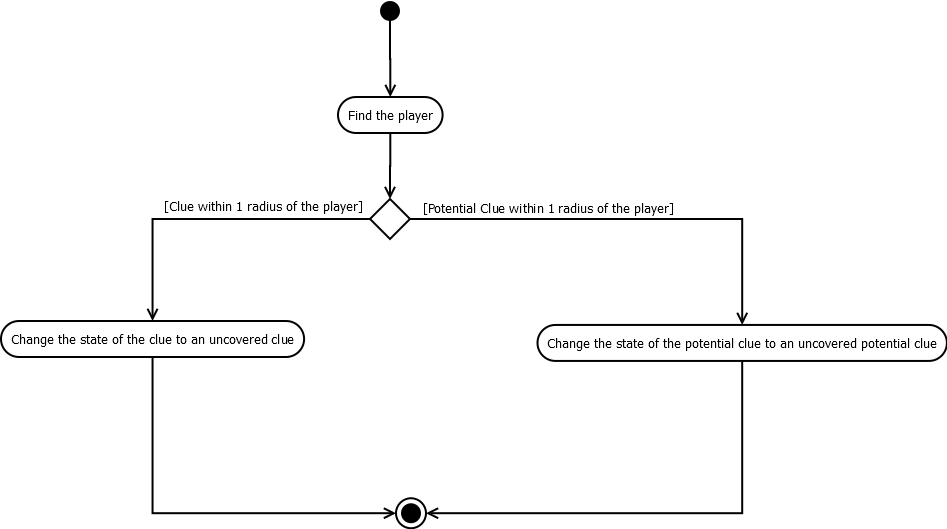 Find the player
[Clue within 1 radius of the player]
[Potential Clue within 1 radius of the player]
Change the state of the clue to an uncovered clue
Change the state of the potential clue to an uncovered potential clue